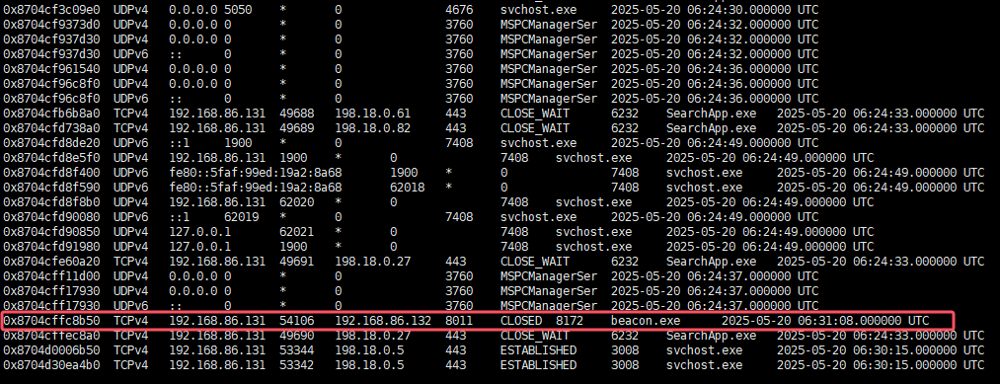 0x8704cf3c09e0 UDPv4 0.0.0.0 5050 * 0 4676 svchost.exe 2025-05-20 06:24:30.000000 UTC
0x8704cf9373d0 UDPv4 0.0.0.0 0 * 0 3760 MSPCManagerSer 2025-05-20 06:24:32.000000 UTC
0x8704cf937d30 UDPv4 0.0.0.0 0 * 0 3760 MSPCManagerSer 2025-05-20 06:24:32.000000 UTC
0x8704cf937d30 UDPv6 :: 0 * 0 3760 MSPCManagerSer 2025-05-20 06:24:32.000000 UTC
0x8704cf961540 UDPv4 0.0.0.0 0 * 0 3760 MSPCManagerSer 2025-05-20 06:24:36.000000 UTC
0x8704cf96c8f0 UDPv4 0.0.0.0 0 * 0 3760 MSPCManagerSer 2025-05-20 06:24:36.000000 UTC
0x8704cf96c8f0 UDPv6 :: 0 * 0 3760 MSPCManagerSer 2025-05-20 06:24:36.000000 UTC
0x8704cfb6b8a0 TCPv4 192.168.86.131 49688 198.18.0.61 443 CLOSE_WAIT 6232 SearchApp.exe 2025-05-20 06:24:33.000000 UTC
0x8704cfd738a0 TCPv4 192.168.86.131 49689 198.18.0.82 443 CLOSE_WAIT 6232 SearchApp.exe 2025-05-20 06:24:33.000000 UTC
0x8704cfd8de20 UDPv6 ::1 1900 * 0 7408 svchost.exe 2025-05-20 06:24:49.000000 UTC
0x8704cfd8e5f0 UDPv4 192.168.86.131 1900 * 0 7408 svchost.exe 2025-05-20 06:24:49.000000 UTC
0x8704cfd8f400 UDPv6 fe80::5faf:99ed:19a2:8a68 1900 * 0 7408 svchost.exe 2025-05-20 06:24:49.000000 UTC
0x8704cfd8f590 UDPv6 fe80::5faf:99ed:19a2:8a68 62018 * 0 7408 svchost.exe 2025-05-20 06:24:49.000000 UTC
0x8704cfd8f8b0 UDPv4 192.168.86.131 62020 * 0 7408 svchost.exe 2025-05-20 06:24:49.000000 UTC
0x8704cfd90080 UDPv6 ::1 62019 * 0 7408 svchost.exe 2025-05-20 06:24:49.000000 UTC
0x8704cfd90850 UDPv4 127.0.0.1 62021 * 0 7408 svchost.exe 2025-05-20 06:24:49.000000 UTC
0x8704cfd91980 UDPv4 127.0.0.1 1900 * 0 7408 svchost.exe 2025-05-20 06:24:49.000000 UTC
0x8704cfe60a20 TCPv4 192.168.86.131 49691 198.18.0.27 443 CLOSE_WAIT 6232 SearchApp.exe 2025-05-20 06:24:33.000000 UTC
0x8704cff11d00 UDPv4 0.0.0.0 0 * 0 3760 MSPCManagerSer 2025-05-20 06:24:37.000000 UTC
0x8704cff17930 UDPv4 0.0.0.0 0 * 0 3760 MSPCManagerSer 2025-05-20 06:24:37.000000 UTC
0x8704cff17930 UDPv6 :: 0 * 0 3760 MSPCManagerSer 2025-05-20 06:24:37.000000 UTC
0x8704cffc8b50 TCPv4 192.168.86.131 54106 192.168.86.132 8011 CLOSED 8172 beacon.exe 2025-05-20 06:31:08.000000 UTC
0x8704cffec8a0 TCPv4 192.168.86.131 49690 198.18.0.27 443 CLOSE_WAIT 6232 SearchApp.exe 2025-05-20 06:24:33.000000 UTC
0x8704d0006b50 TCPv4 192.168.86.131 53344 198.18.0.5 443 ESTABLISHED 3008 svchost.exe 2025-05-20 06:30:15.000000 UTC
0x8704d30ea4b0 TCPv4 192.168.86.131 53342 198.18.0.5 443 ESTABLISHED 3008 svchost.exe 2025-05-20 06:30:15.000000 UTC